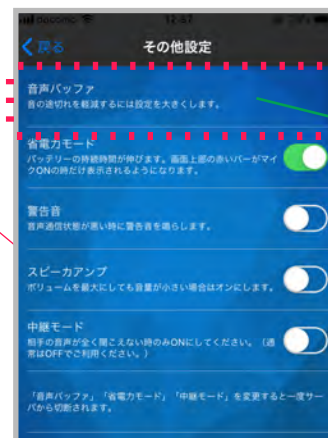 docomo 12:57
戻る その他設定
音声バッファ
音の途切れを軽減するには設定を大きくします。
省電力モード
バッテリーの持続時間が伸びます。画面上部の赤いバーがマイ
クONの時だけ表示されるようになります。
警告音
音声通信状態が悪い時に警告音を鳴らします。
スピーカアンプ
ボリュームを最大にしても音量が小さい場合はオンにします。
中継モード
相手の音声が全く聞こえない時のみONにしてください。（通
常はOFFでご利用ください。）
「音声バッファ」「省電力モード」「中継モード」を変更すると一度サー
バから切断されます。